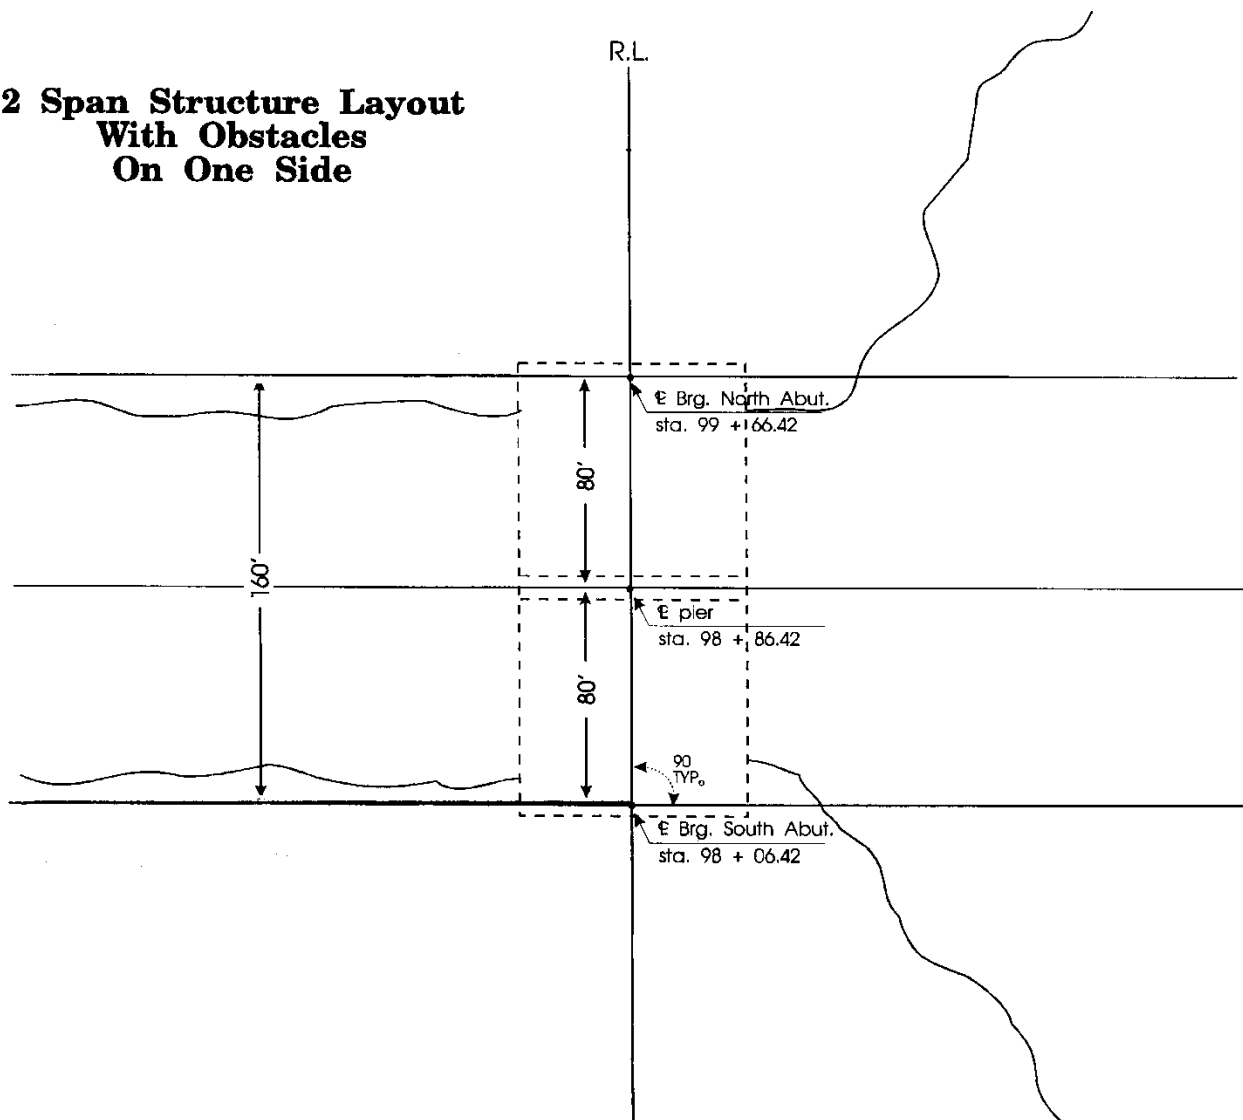 R.L.
2 Span Structure Layout
With Obstacles
On One Side
℄ Brg. North Abut.
sta. 99 + 66.42
80'
160'
℄ pier
sta. 98 + 86.42
80'
90
TYP.
℄ Brg. South Abut.
sta. 98 + 06.42